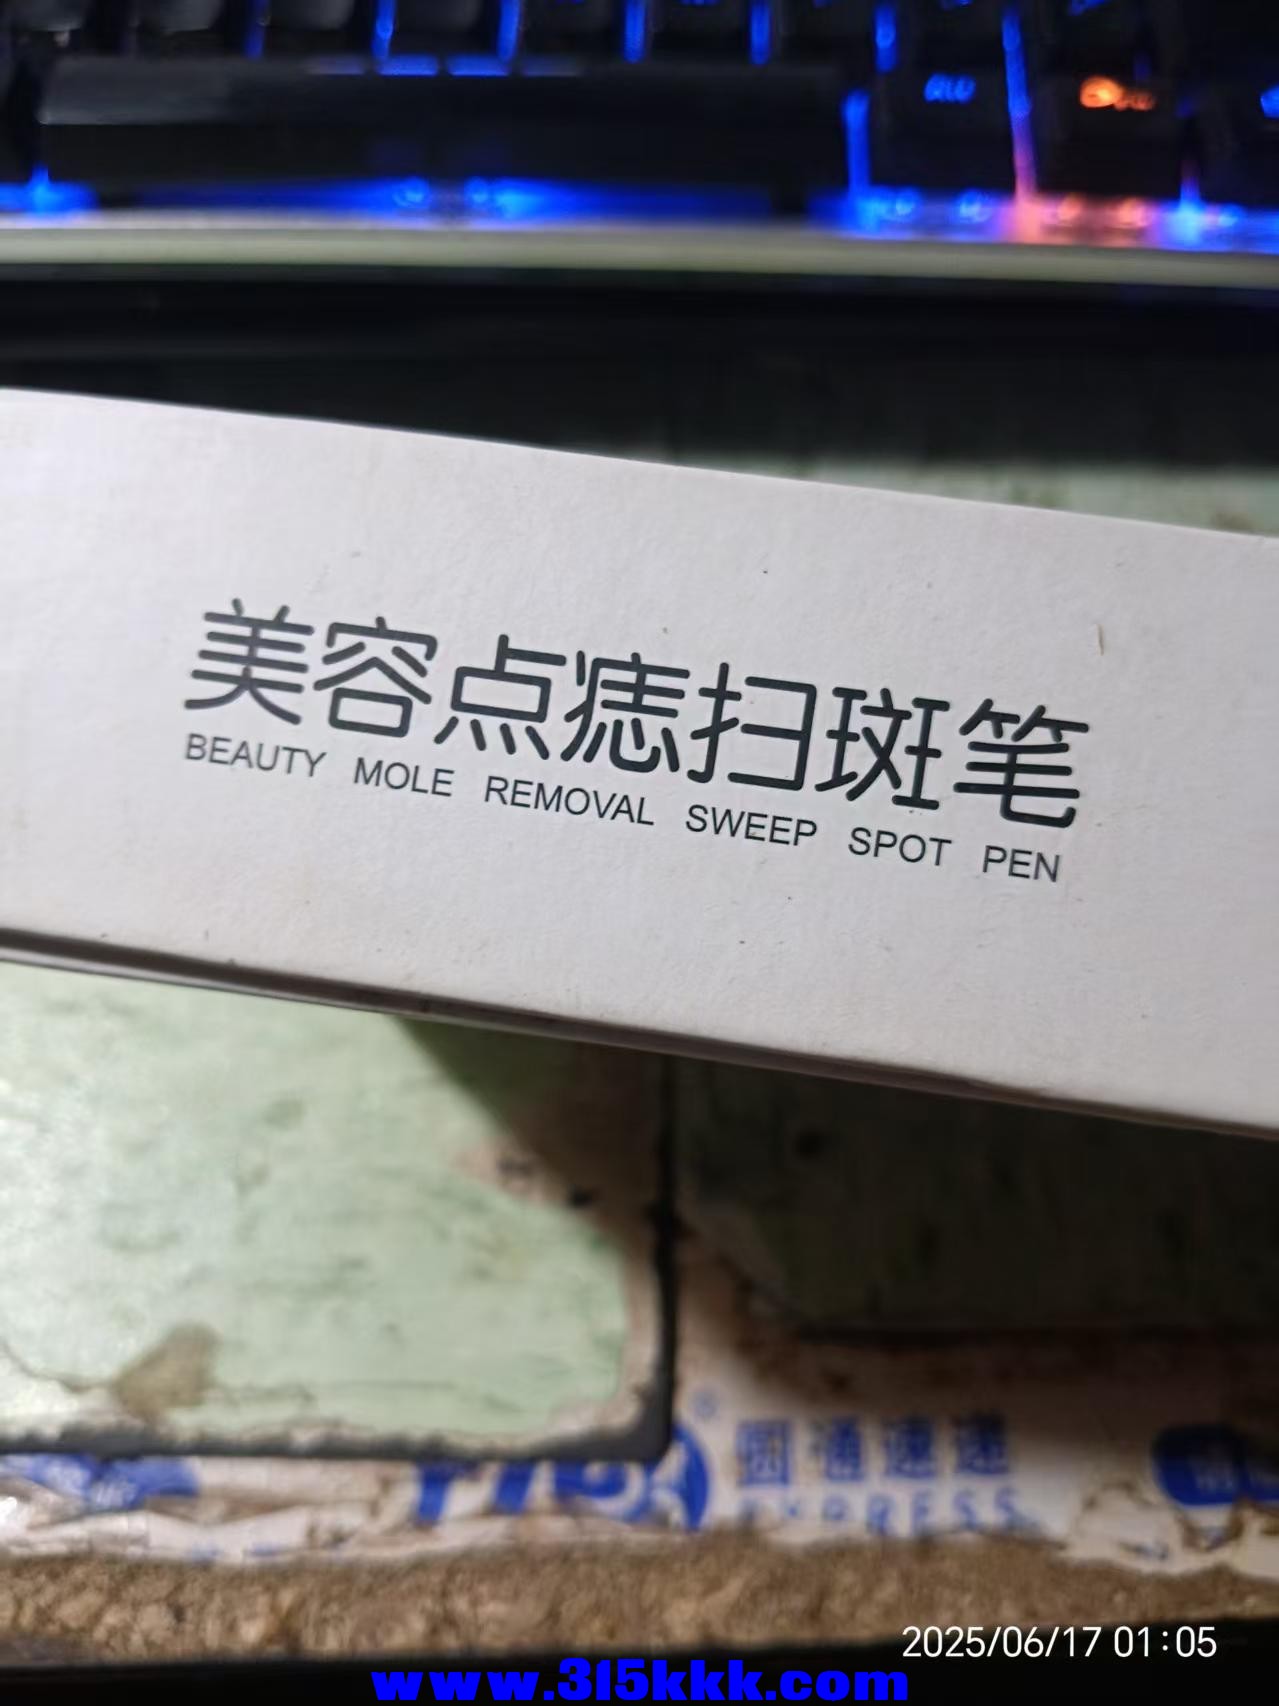 美容点痣扫斑笔
BEAUTY MOLE REMOVAL SWEEP SPOT PEN
圆通速递
EXPRESS
2025/06/17 01:05
www.315kkk.com